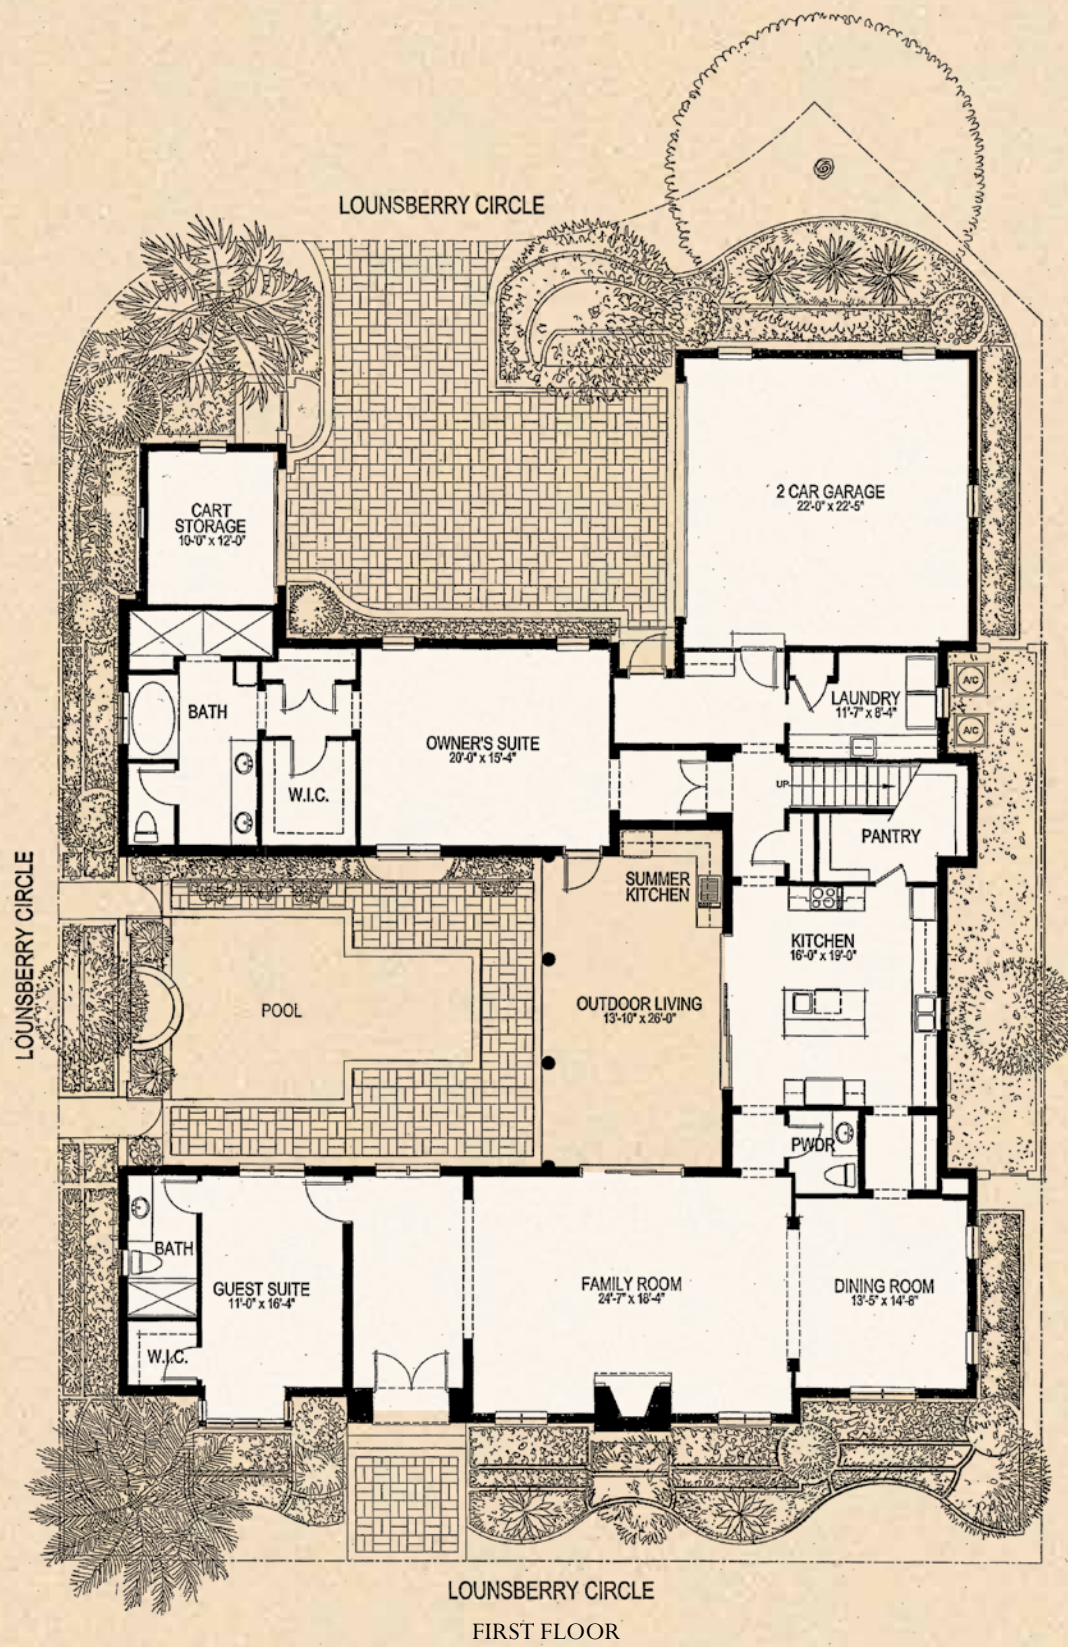 LOUNSBERRY CIRCLE
2 CAR GARAGE
22'-0" x 22'-5"
CART
STORAGE
10'-0" x 12'-0"
A/C
A/C
LAUNDRY
11'-7" x 8'-4"
BATH
OWNER'S SUITE
20'-0" x 15'-4"
W.I.C.
UP
PANTRY
SUMMER
KITCHEN
LOUNSBERRY CIRCLE
KITCHEN
16'-0" x 19'-0"
POOL
OUTDOOR LIVING
13'-10" x 26'-0"
PWDR
BATH
GUEST SUITE
11'-0" x 16'-4"
FAMILY ROOM
24'-7" x 18'-4"
DINING ROOM
13'-5" x 14'-8"
W.I.C.
LOUNSBERRY CIRCLE
FIRST FLOOR